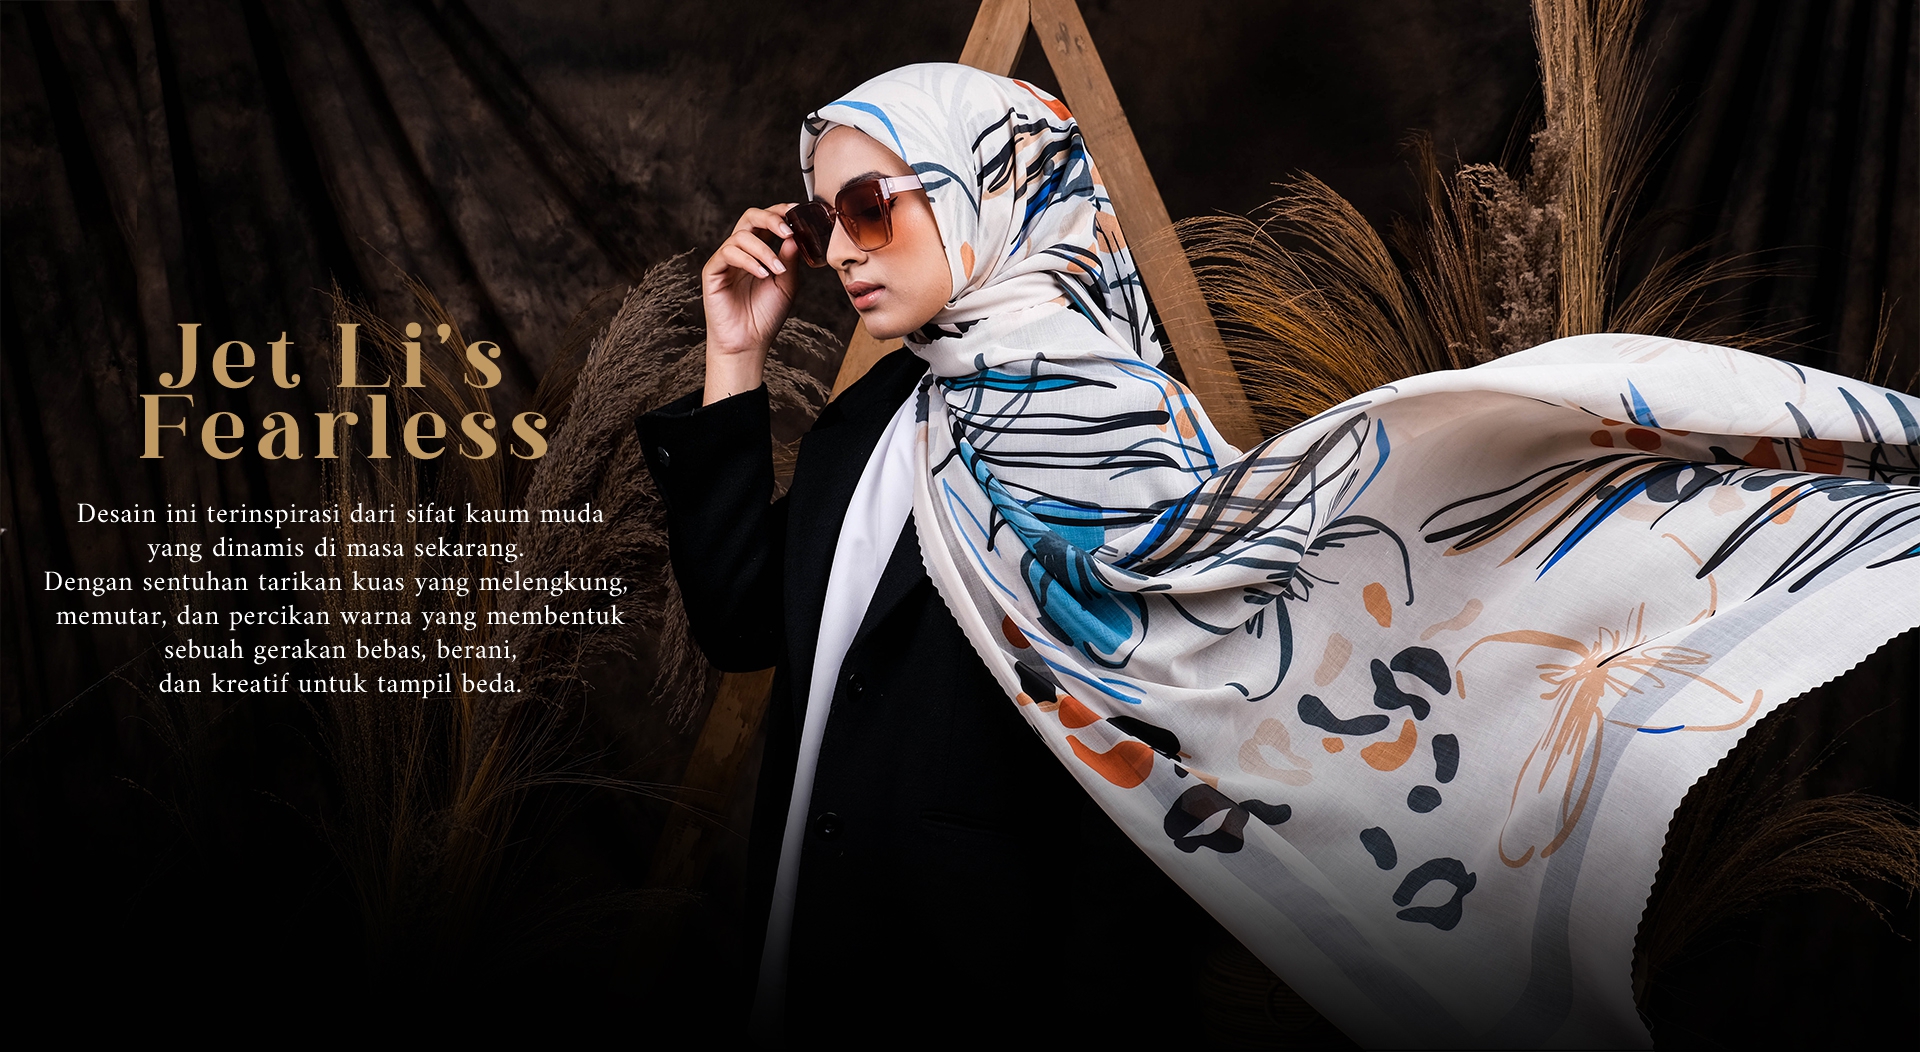 Jet Li's
Fearless
Desain ini terinspirasi dari sifat kaum muda
yang dinamis di masa sekarang.
Dengan sentuhan tarikan kuas yang melengkung,
memutar, dan percikan warna yang membentuk
sebuah gerakan bebas, berani,
dan kreatif untuk tampil beda.